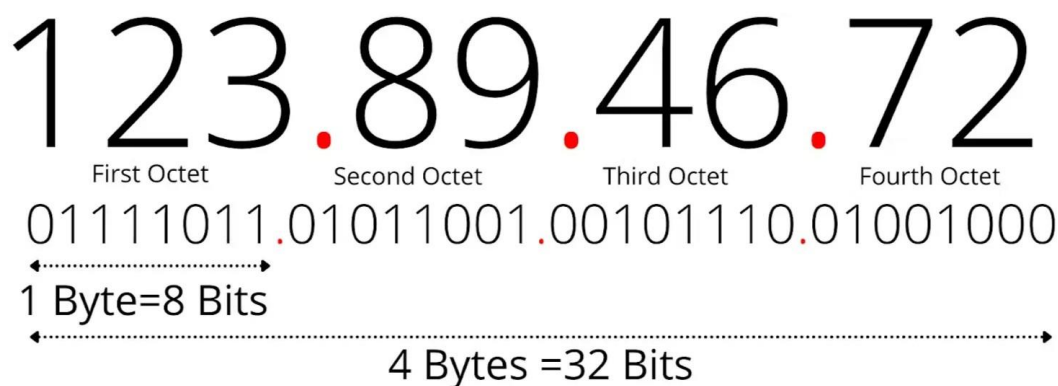 123.89.46.72
First Octet Second Octet Third Octet Fourth Octet
01111011.01011001.00101110.01001000
1 Byte=8 Bits
4 Bytes =32 Bits